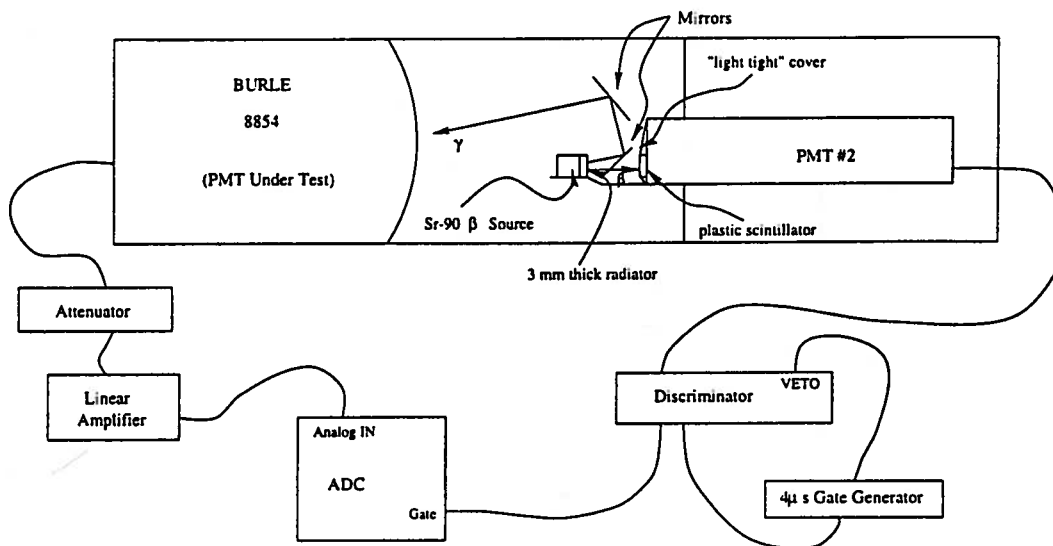 Mirrors
"light tight" cover
BURLE
8854
(PMT Under Test)
γ
PMT #2
β
Sr-90 β Source
plastic scintillator
3 mm thick radiator
Attenuator
Linear
Amplifier
Analog IN
ADC
Gate
VETO
Discriminator
4μ s Gate Generator